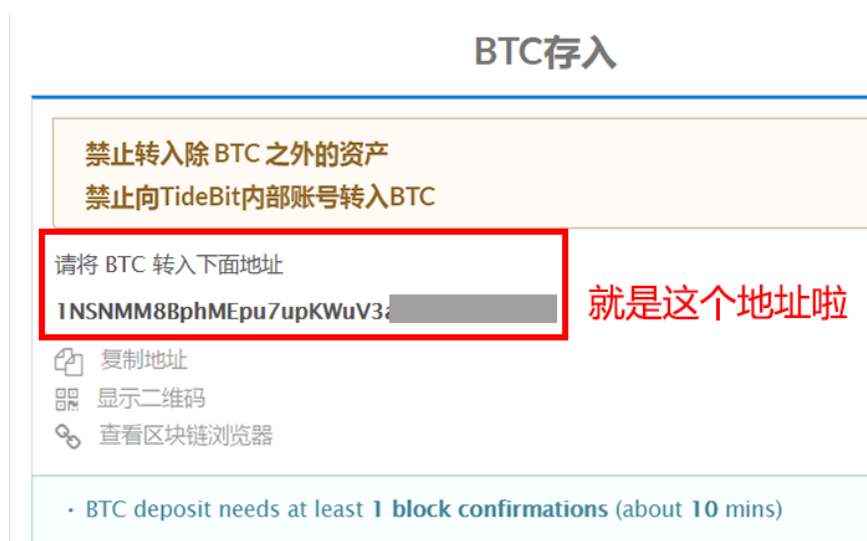 BTC存入
禁止转入除 BTC 之外的资产
禁止向TideBit内部账号转入BTC
请将 BTC 转入下面地址
1NSNMM8BphMEpu7upKWuV3a
就是这个地址啦
复制地址
显示二维码
查看区块链浏览器
· BTC deposit needs at least 1 block confirmations (about 10 mins)